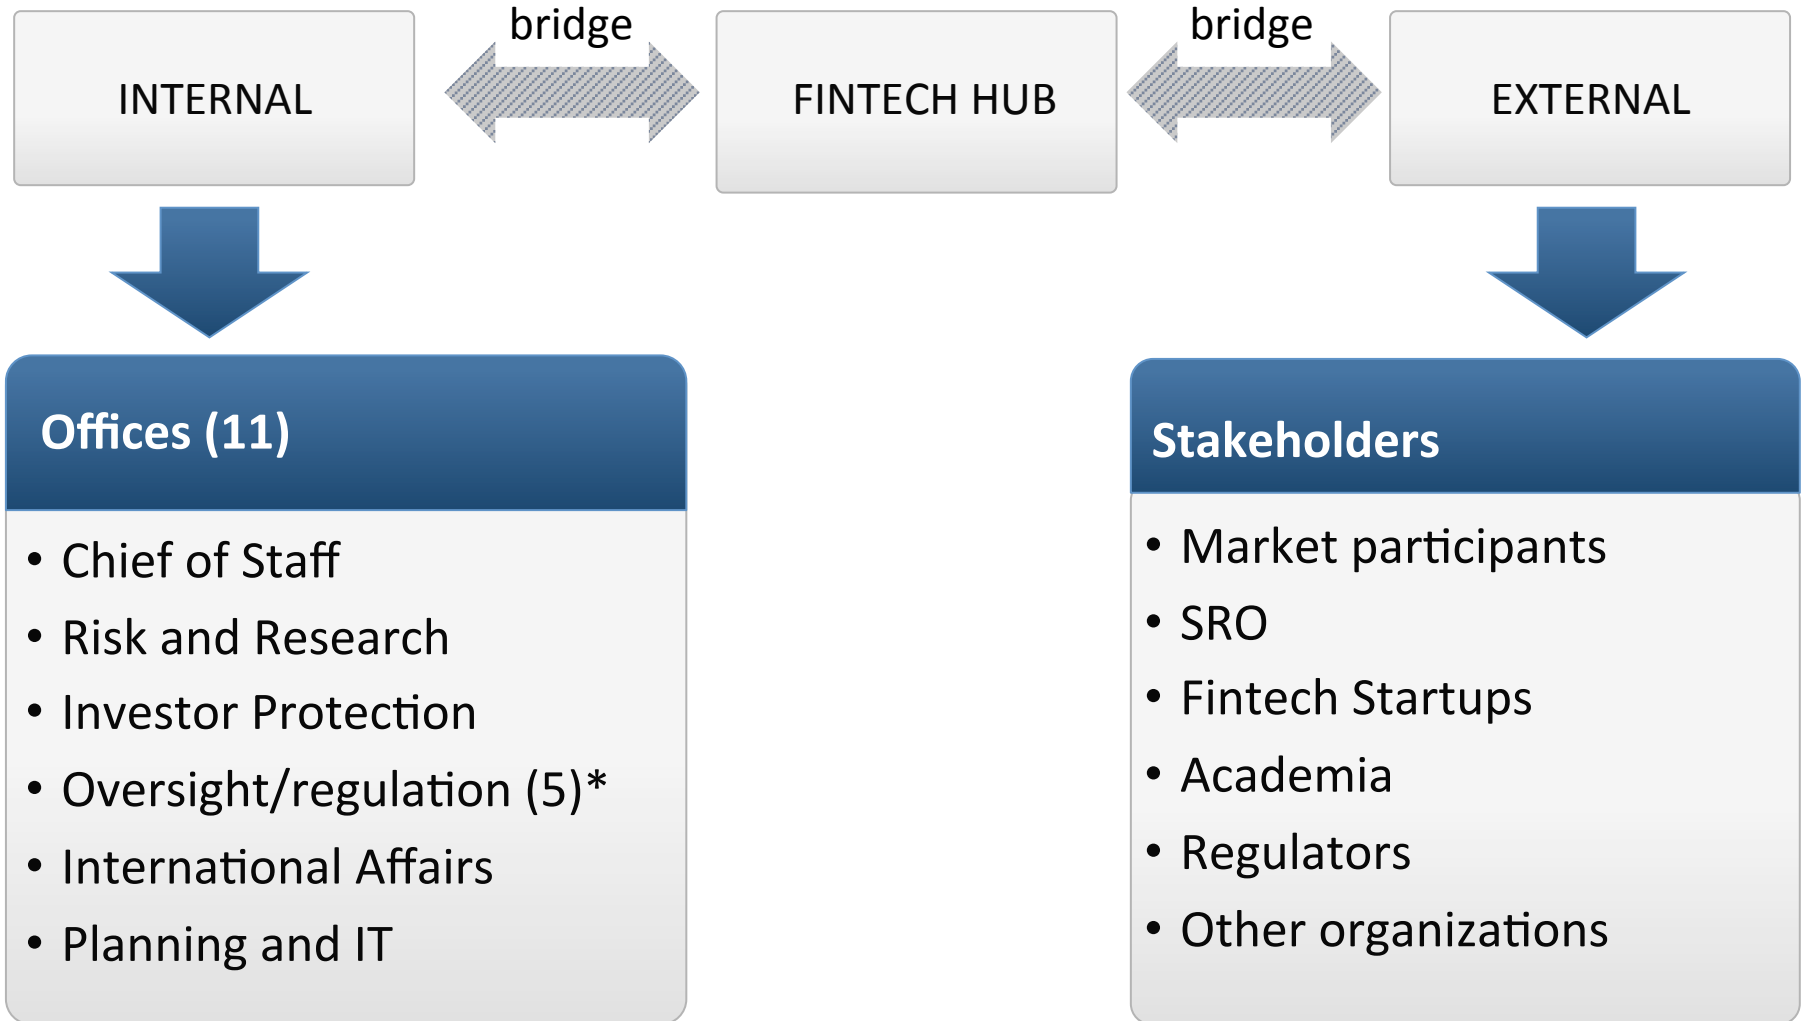 INTERNAL
bridge
FINTECH HUB
bridge
EXTERNAL
Offices (11)
• Chief of Staff
• Risk and Research
• Investor Protection
• Oversight/regulation (5)*
• International Affairs
• Planning and IT
Stakeholders
• Market participants
• SRO
• Fintech Startups
• Academia
• Regulators
• Other organizations